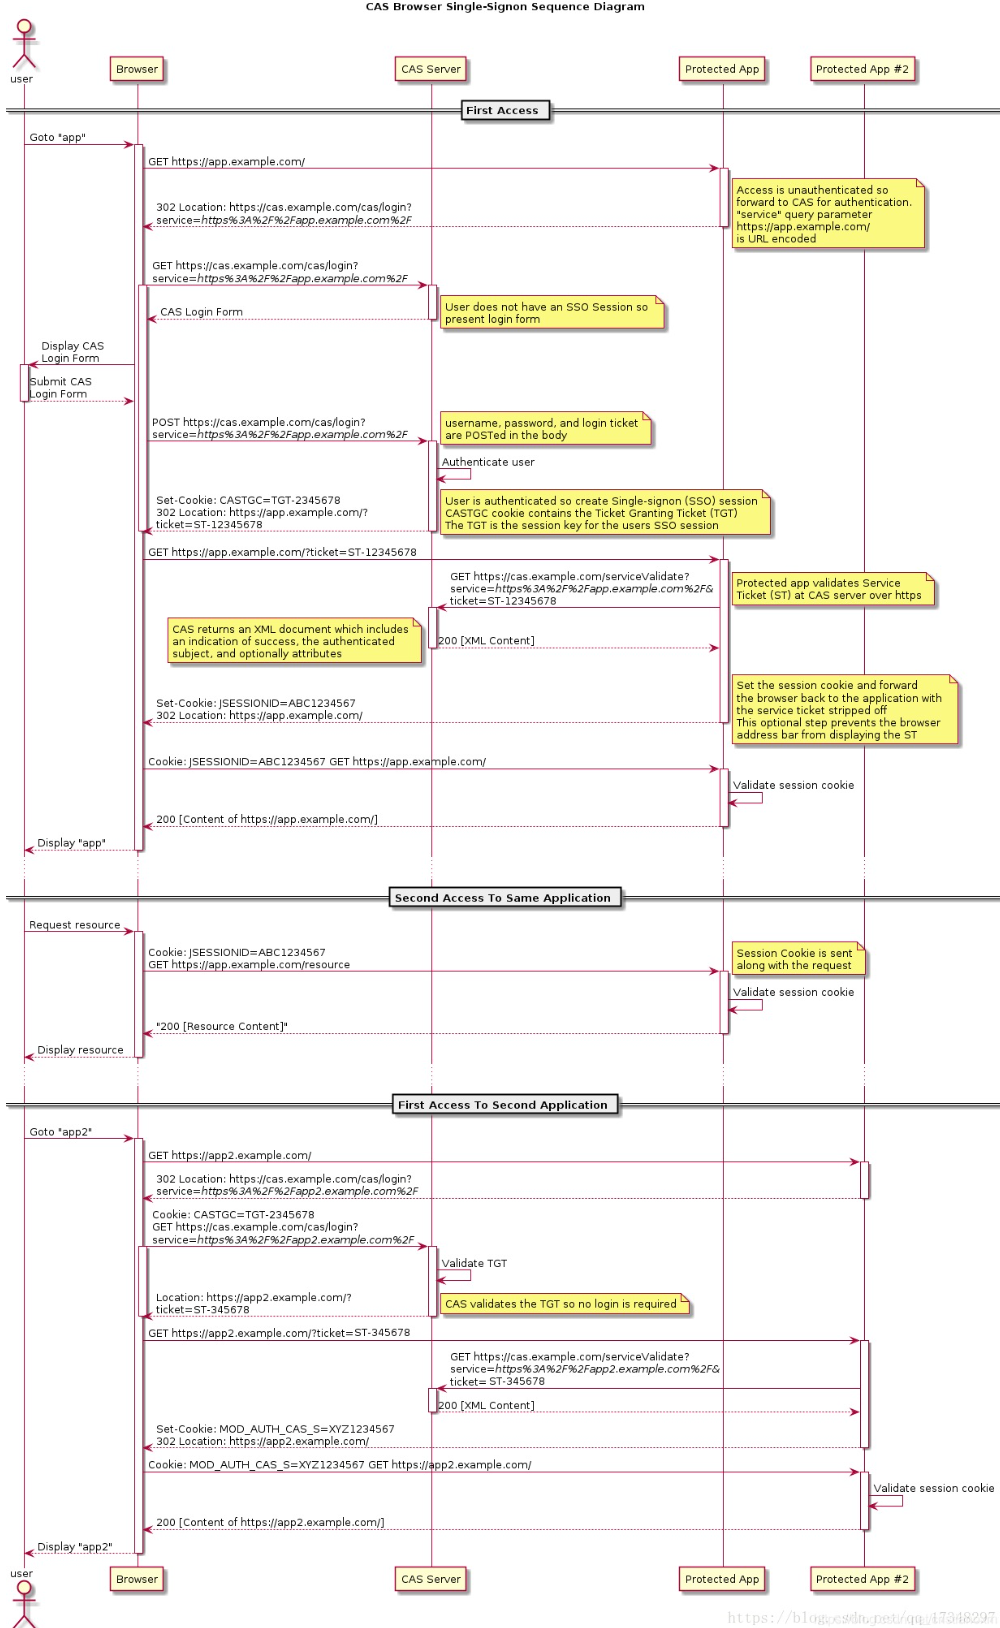 CAS Browser Single-Signon Sequence Diagram
user
Browser
CAS Server
Protected App
Protected App #2
First Access
Goto "app"
GET https://app.example.com/
Access is unauthenticated so
forward to CAS for authentication.
"service" query parameter
https://app.example.com/
is URL encoded
302 Location: https://cas.example.com/cas/login?
service=https%3A%2F%2Fapp.example.com%2F
GET https://cas.example.com/cas/login?
service=https%3A%2F%2Fapp.example.com%2F
User does not have an SSO Session so
present login form
CAS Login Form
Display CAS
Login Form
Submit CAS
Login Form
POST https://cas.example.com/cas/login?
service=https%3A%2F%2Fapp.example.com%2F
username, password, and login ticket
are POSTed in the body
Authenticate user
Set-Cookie: CASTGC=TGT-2345678
302 Location: https://app.example.com/?
ticket=ST-12345678
User is authenticated so create Single-signon (SSO) session
CASTGC cookie contains the Ticket Granting Ticket (TGT)
The TGT is the session key for the users SSO session
GET https://app.example.com/?ticket=ST-12345678
GET https://cas.example.com/serviceValidate?
service=https%3A%2F%2Fapp.example.com%2F&
ticket=ST-12345678
Protected app validates Service
Ticket (ST) at CAS server over https
CAS returns an XML document which includes
an indication of success, the authenticated
subject, and optionally attributes
200 [XML Content]
Set the session cookie and forward
the browser back to the application with
the service ticket stripped off
This optional step prevents the browser
address bar from displaying the ST
Set-Cookie: JSESSIONID=ABC1234567
302 Location: https://app.example.com/
Cookie: JSESSIONID=ABC1234567 GET https://app.example.com/
Validate session cookie
200 [Content of https://app.example.com/]
Display "app"
Second Access To Same Application
Request resource
Cookie: JSESSIONID=ABC1234567
GET https://app.example.com/resource
Session Cookie is sent
along with the request
Validate session cookie
"200 [Resource Content]"
Display resource
First Access To Second Application
Goto "app2"
GET https://app2.example.com/
302 Location: https://cas.example.com/cas/login?
service=https%3A%2F%2Fapp2.example.com%2F
Cookie: CASTGC=TGT-2345678
GET https://cas.example.com/cas/login?
service=https%3A%2F%2Fapp2.example.com%2F
Validate TGT
Location: https://app2.example.com/?
ticket=ST-345678
CAS validates the TGT so no login is required
GET https://app2.example.com/?ticket=ST-345678
GET https://cas.example.com/serviceValidate?
service=https%3A%2F%2Fapp2.example.com%2F&
ticket= ST-345678
200 [XML Content]
Set-Cookie: MOD_AUTH_CAS_S=XYZ1234567
302 Location: https://app2.example.com/
Cookie: MOD_AUTH_CAS_S=XYZ1234567 GET https://app2.example.com/
Validate session cookie
200 [Content of https://app2.example.com/]
Display "app2"
user
Browser
CAS Server
Protected App
Protected App #2
https://blog.csdn.net/qq_17348297